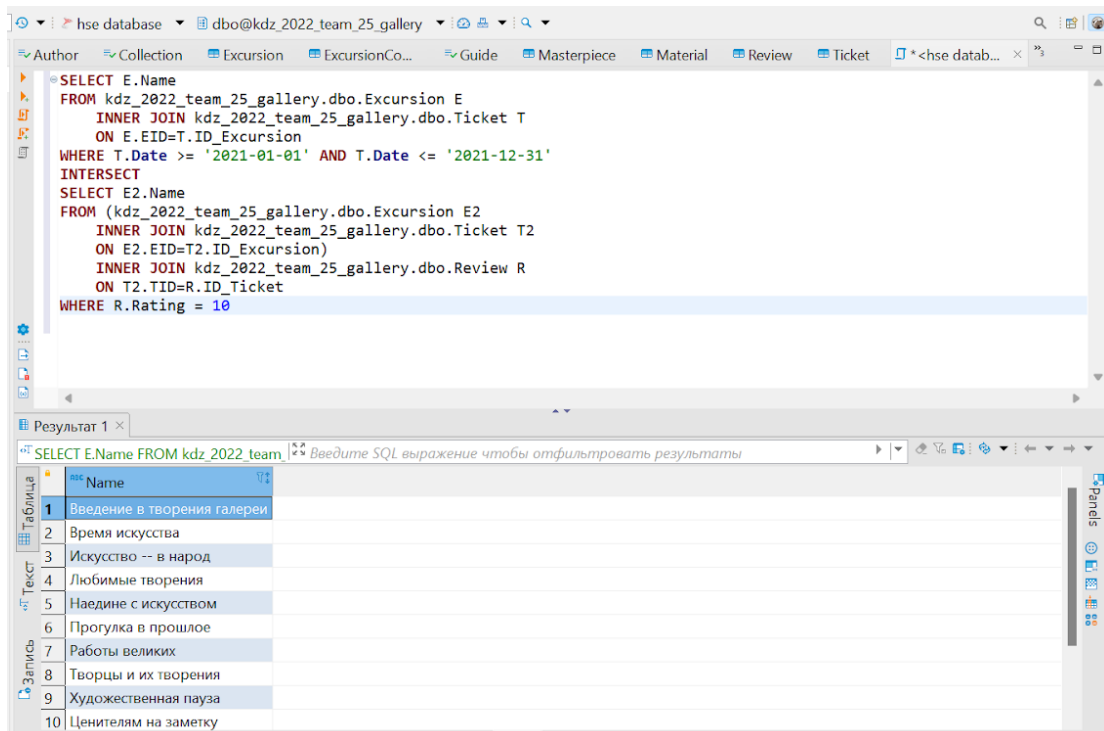 hse database dbo@kdz_2022_team_25_gallery
Author Collection Excursion ExcursionCo... Guide Masterpiece Material Review Ticket *<hse datab... »3
SELECT E.Name
FROM kdz_2022_team_25_gallery.dbo.Excursion E
INNER JOIN kdz_2022_team_25_gallery.dbo.Ticket T
ON E.EID=T.ID_Excursion
WHERE T.Date >= '2021-01-01' AND T.Date <= '2021-12-31'
INTERSECT
SELECT E2.Name
FROM (kdz_2022_team_25_gallery.dbo.Excursion E2
INNER JOIN kdz_2022_team_25_gallery.dbo.Ticket T2
ON E2.EID=T2.ID_Excursion)
INNER JOIN kdz_2022_team_25_gallery.dbo.Review R
ON T2.TID=R.ID_Ticket
WHERE R.Rating = 10
Результат 1
SELECT E.Name FROM kdz_2022_team_ Введите SQL выражение чтобы отфильтровать результаты
Таблица
Текст
Запись
ABC Name
1 Введение в творения галереи
2 Время искусства
3 Искусство -- в народ
4 Любимые творения
5 Наедине с искусством
6 Прогулка в прошлое
7 Работы великих
8 Творцы и их творения
9 Художественная пауза
10 Ценителям на заметку
Panels